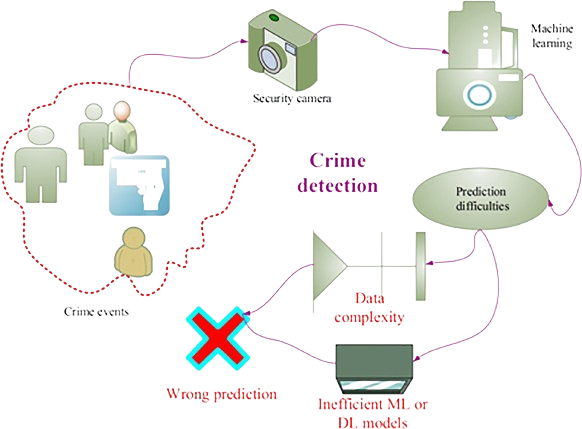 Machine
learning
Security camera
Crime
detection
Prediction
difficulties
Data
complexity
Crime events
Wrong prediction
Inefficient ML or
DL models